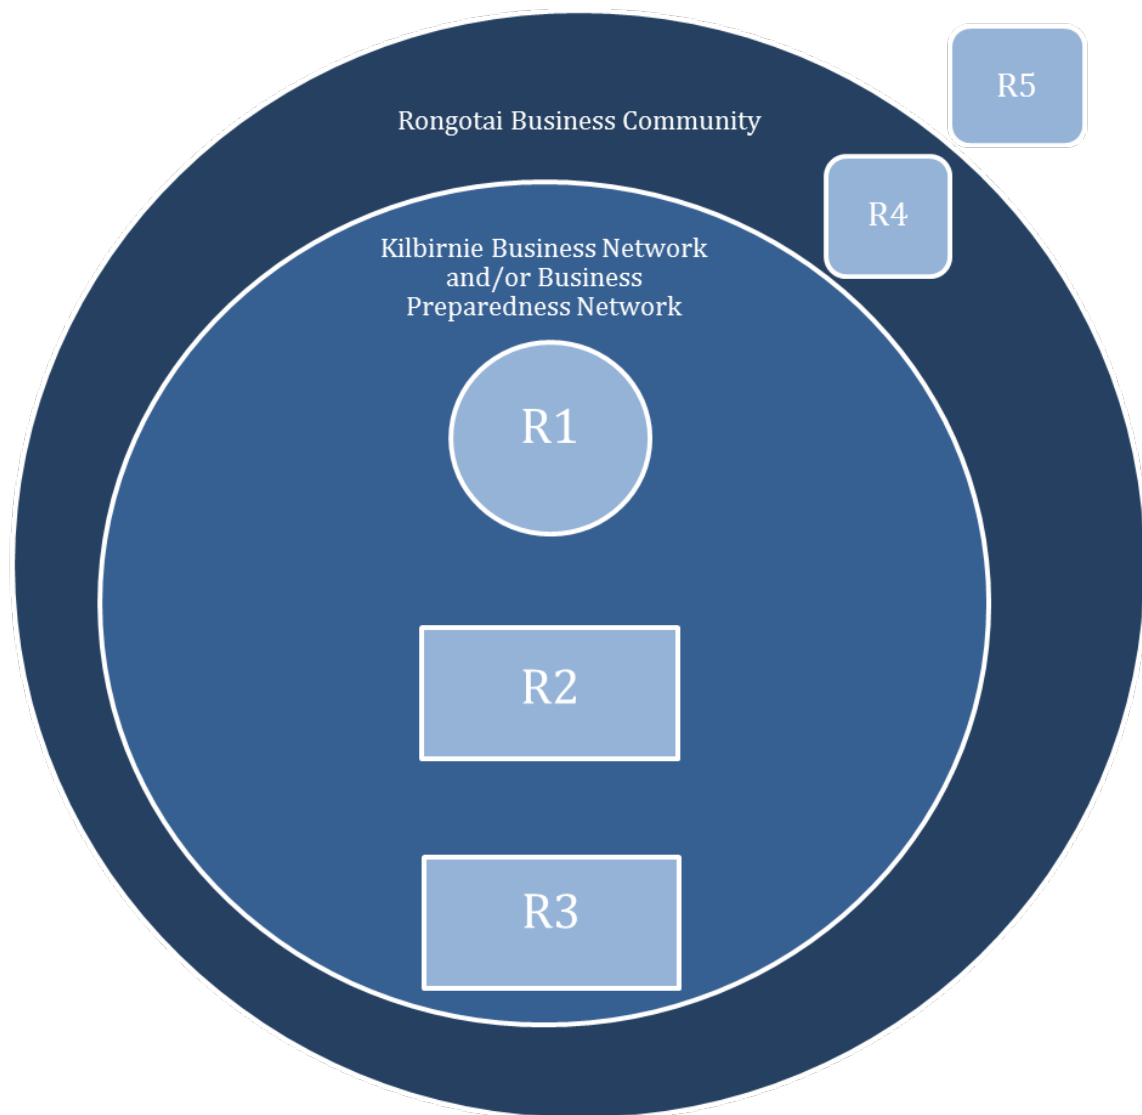 R5
Rongotai Business Community
R4
Kilbirnie Business Network
and/or Business
Preparedness Network
R1
R2
R3